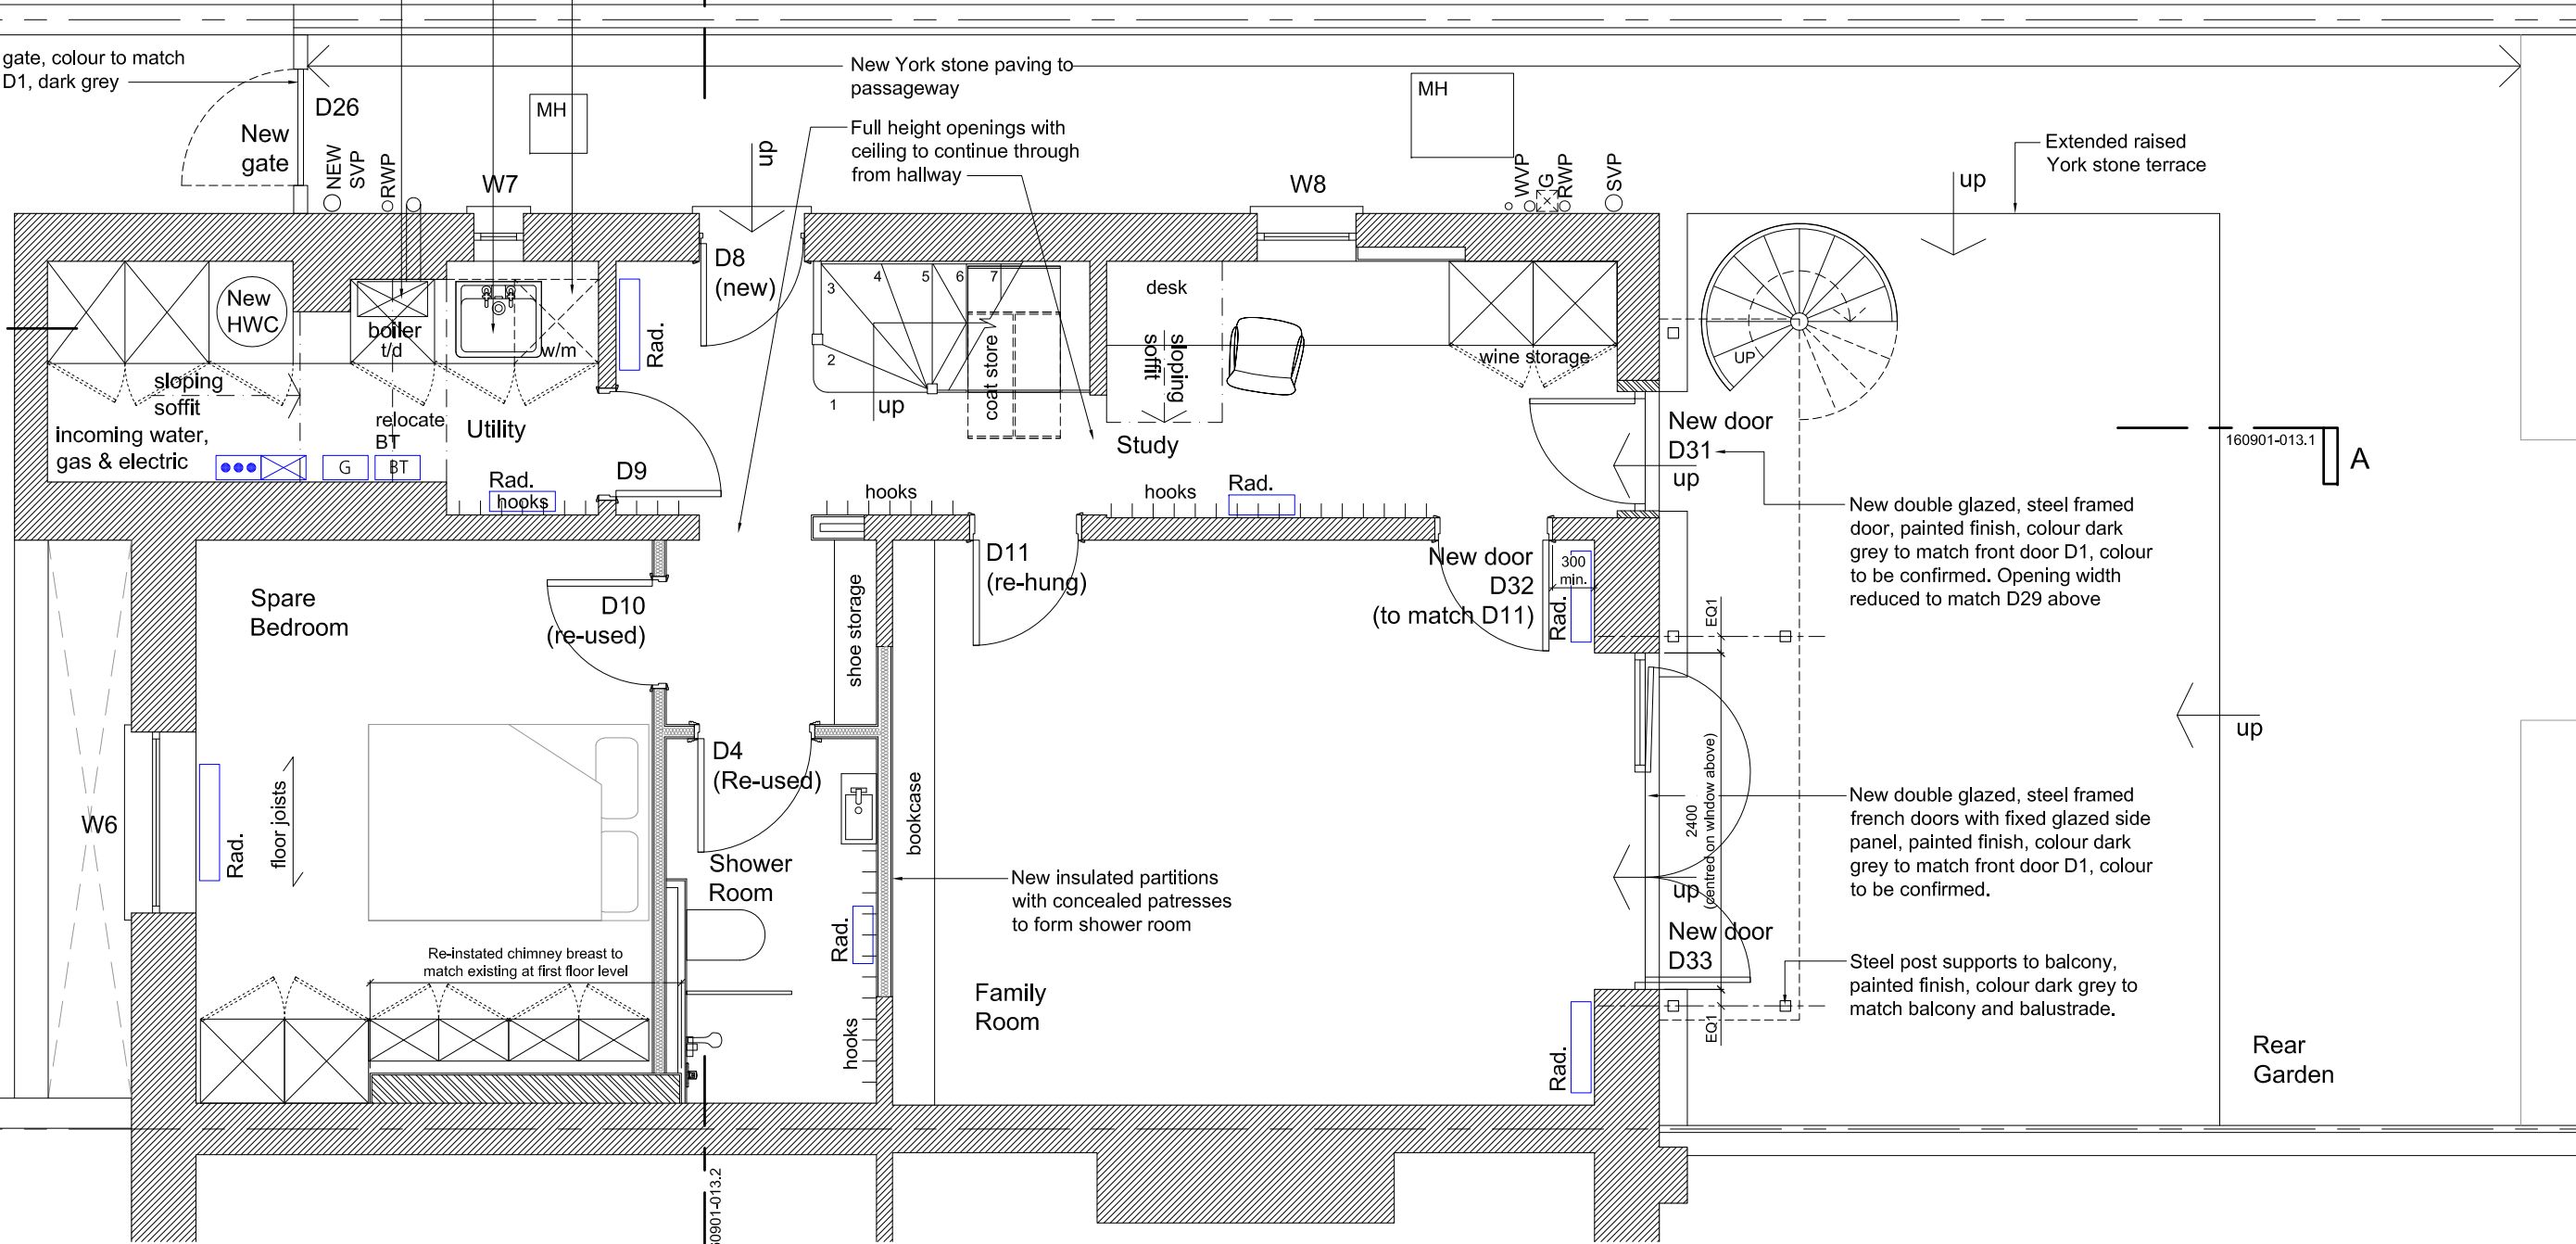 gate, colour to match
D1, dark grey
D26
New
gate
NEW
SVP
RWP
MH
W7
up
New York stone paving to
passageway
Full height openings with
ceiling to continue through
from hallway
MH
W8
WVP
G
RWP
SVP
up
Extended raised
York stone terrace
New
HWC
boiler
t/d
w/m
sloping
soffit
incoming water,
gas & electric
relocate
BT
G
BT
Utility
Rad.
hooks
Rad.
D8
(new)
D9
1
2
3
4
5
6
7
up
coat store
desk
sloping
soffit
Study
wine storage
hooks
hooks
Rad.
UP
New door
D31
up
160901-013.1
A
New double glazed, steel framed
door, painted finish, colour dark
grey to match front door D1, colour
to be confirmed. Opening width
reduced to match D29 above
Spare
Bedroom
D10
(re-used)
shoe storage
D11
(re-hung)
New door
D32
(to match D11)
300
min.
Rad.
EQ1
up
W6
Rad.
floor joists
D4
(Re-used)
Shower
Room
bookcase
Rad.
hooks
New insulated partitions
with concealed patresses
to form shower room
2400
(centred on window above)
up
New double glazed, steel framed
french doors with fixed glazed side
panel, painted finish, colour dark
grey to match front door D1, colour
to be confirmed.
New door
D33
Steel post supports to balcony,
painted finish, colour dark grey to
match balcony and balustrade.
Re-instated chimney breast to
match existing at first floor level
Family
Room
Rad.
EQ1
Rear
Garden
60901-013.2